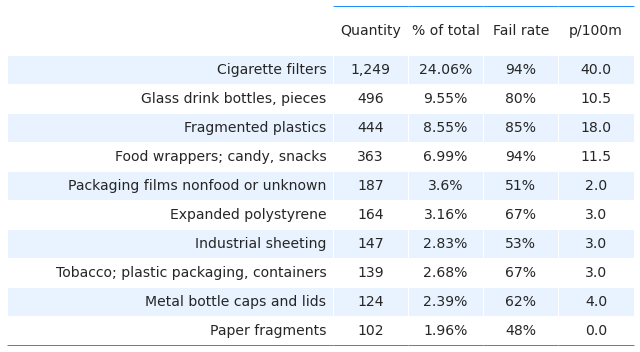 Quantity % of total Fail rate p/100m
Cigarette filters 1,249 24.06% 94% 40.0
Glass drink bottles, pieces 496 9.55% 80% 10.5
Fragmented plastics 444 8.55% 85% 18.0
Food wrappers; candy, snacks 363 6.99% 94% 11.5
Packaging films nonfood or unknown 187 3.6% 51% 2.0
Expanded polystyrene 164 3.16% 67% 3.0
Industrial sheeting 147 2.83% 53% 3.0
Tobacco; plastic packaging, containers 139 2.68% 67% 3.0
Metal bottle caps and lids 124 2.39% 62% 4.0
Paper fragments 102 1.96% 48% 0.0